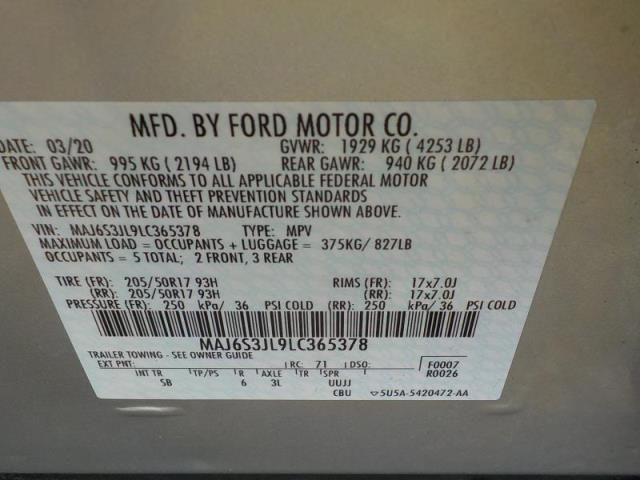 MFD. BY FORD MOTOR CO.
DATE: 03/20 GVWR: 1929 KG ( 4253 LB)
FRONT GAWR: 995 KG ( 2194 LB) REAR GAWR: 940 KG ( 2072 LB)
THIS VEHICLE CONFORMS TO ALL APPLICABLE FEDERAL MOTOR
VEHICLE SAFETY AND THEFT PREVENTION STANDARDS
IN EFFECT ON THE DATE OF MANUFACTURE SHOWN ABOVE.
VIN: MAJ6S3JL9LC365378 TYPE: MPV
MAXIMUM LOAD = OCCUPANTS + LUGGAGE = 375KG/ 827LB
OCCUPANTS = 5 TOTAL; 2 FRONT, 3 REAR
TIRE (FR): 205/50R17 93H RIMS (FR): 17x7.0J
(RR): 205/50R17 93H (RR): 17x7.0J
PRESSURE (FR): 250 kPa/ 36 PSI COLD (RR): 250 kPa/ 36 PSI COLD
MAJ6S3JL9LC365378
TRAILER TOWING - SEE OWNER GUIDE
EXT PNT: RC: 71 DSO: F0007
R0026
INT TR TP/PS R AXLE TR SPR
SB 6 3L UUJJ
CBU 5U5A-5420472-AA